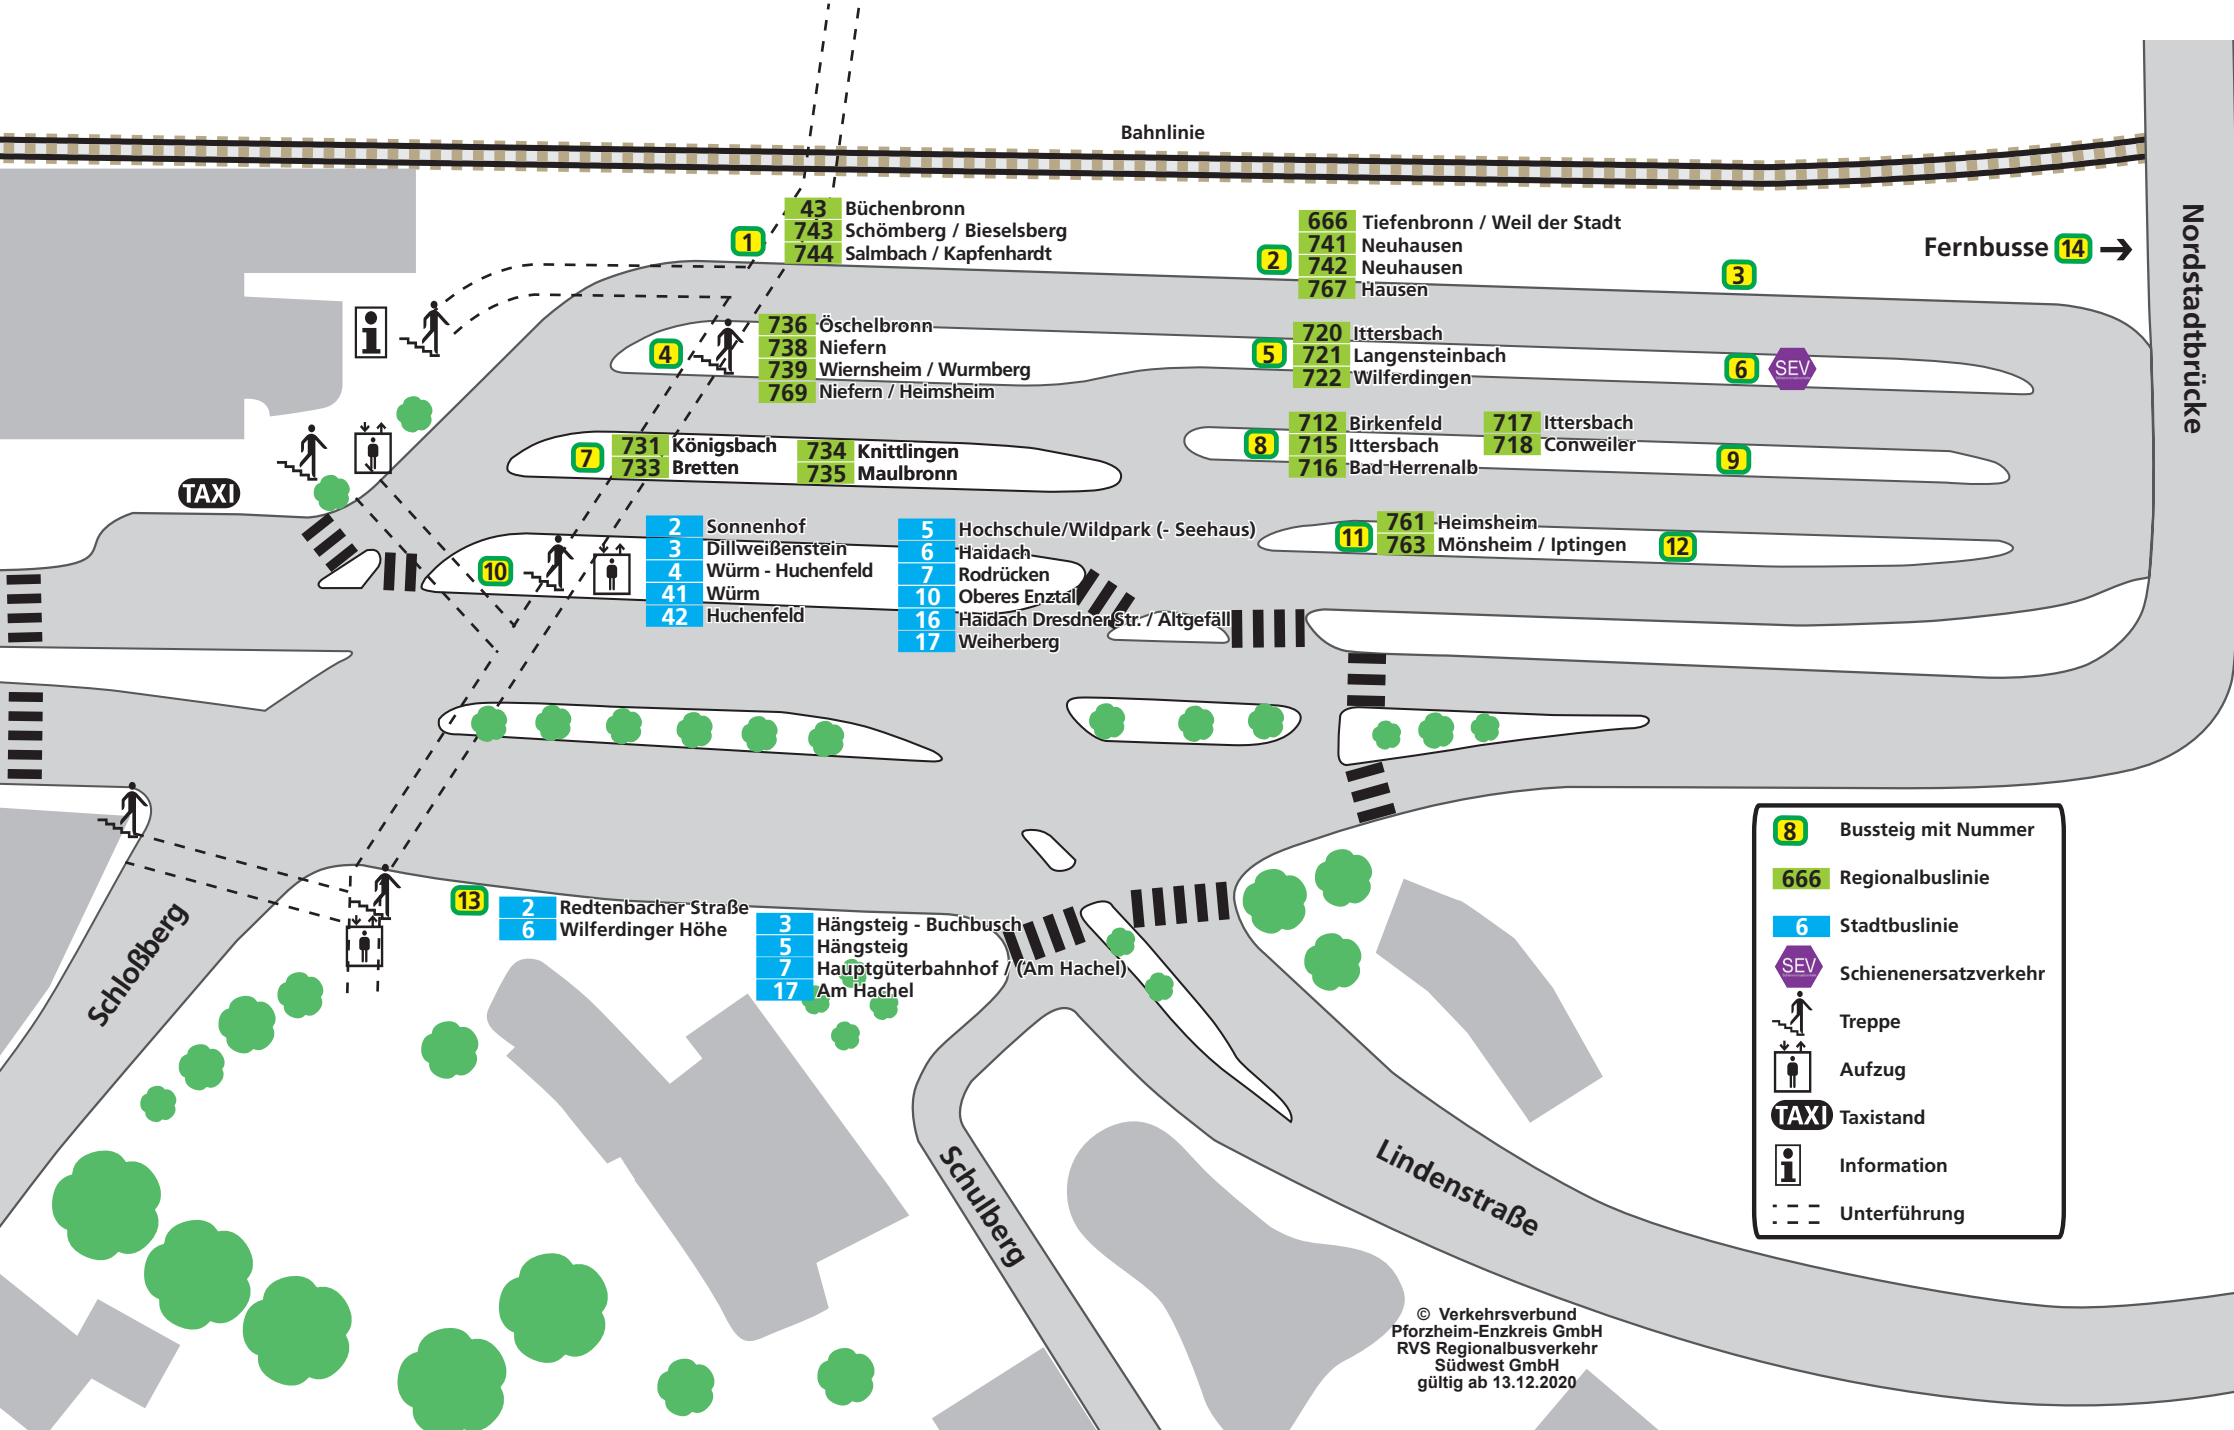 Bahnlinie
Nordstadtbrücke
1
43 Büchenbronn
743 Schömberg / Bieselsberg
744 Salmbach / Kapfenhardt
2
666 Tiefenbronn / Weil der Stadt
741 Neuhausen
742 Neuhausen
767 Hausen
3
Fernbusse 14
4
736 Öschelbronn
738 Niefern
739 Wiernsheim / Wurmberg
769 Niefern / Heimsheim
5
720 Ittersbach
721 Langensteinbach
722 Wilferdingen
6 SEV
7
731 Königsbach
733 Bretten
734 Knittlingen
735 Maulbronn
8
712 Birkenfeld
715 Ittersbach
716 Bad Herrenalb
717 Ittersbach
718 Conweiler
9
TAXI
10
2 Sonnenhof
3 Dillweißenstein
4 Würm - Huchenfeld
41 Würm
42 Huchenfeld
5 Hochschule/Wildpark (- Seehaus)
6 Haidach
7 Rodrücken
10 Oberes Enztal
16 Haidach Dresdner Str. / Altgefäll
17 Weiherberg
11
761 Heimsheim
763 Mönsheim / Iptingen
12
13
2 Redtenbacher Straße
6 Wilferdinger Höhe
3 Hängsteig - Buchbusch
5 Hängsteig
7 Hauptgüterbahnhof / (Am Hachel)
17 Am Hachel
Schloßberg
Schulberg
Lindenstraße
8 Bussteig mit Nummer
666 Regionalbuslinie
6 Stadtbuslinie
SEV Schienenersatzverkehr
Treppe
Aufzug
TAXI Taxistand
Information
Unterführung
© Verkehrsverbund
Pforzheim-Enzkreis GmbH
RVS Regionalbusverkehr
Südwest GmbH
gültig ab 13.12.2020